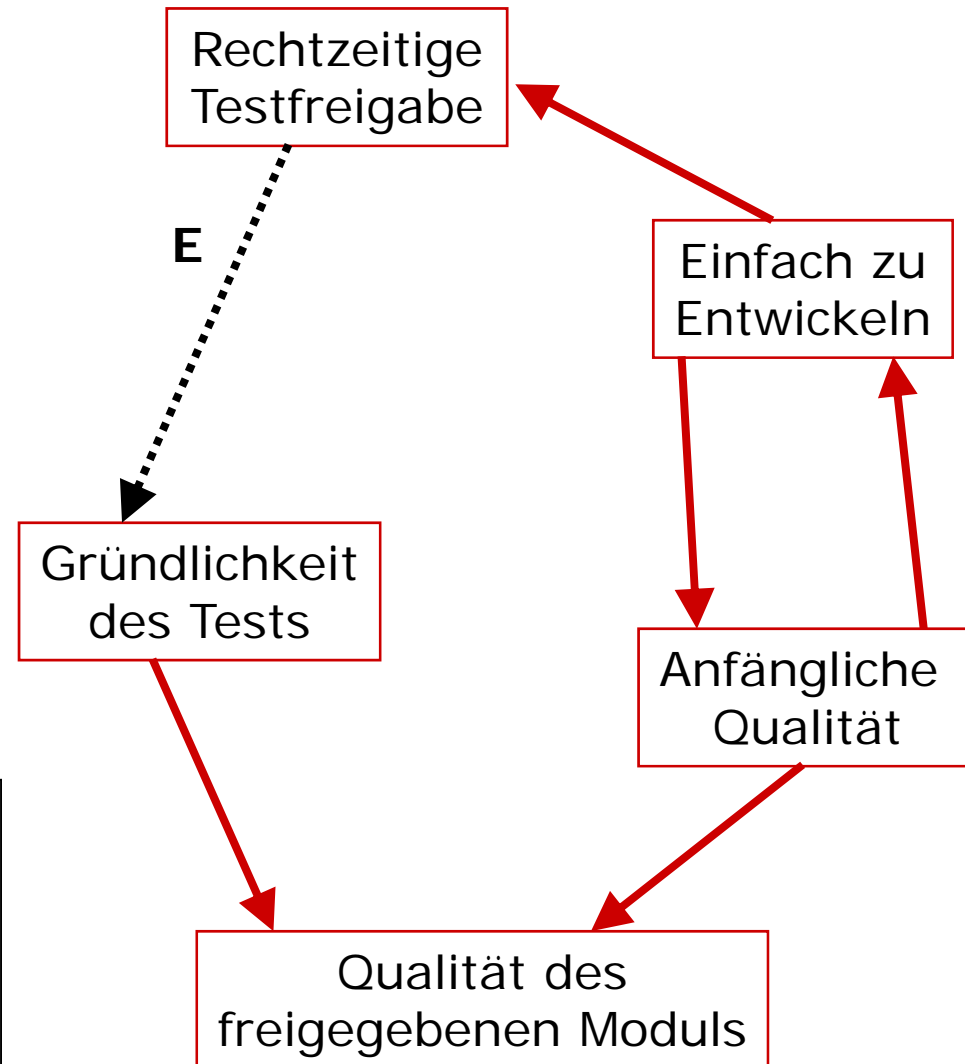 Rechtzeitige
Testfreigabe
E
Einfach zu
Entwickeln
Gründlichkeit
des Tests
Anfängliche
Qualität
Qualität des
freigegebenen Moduls